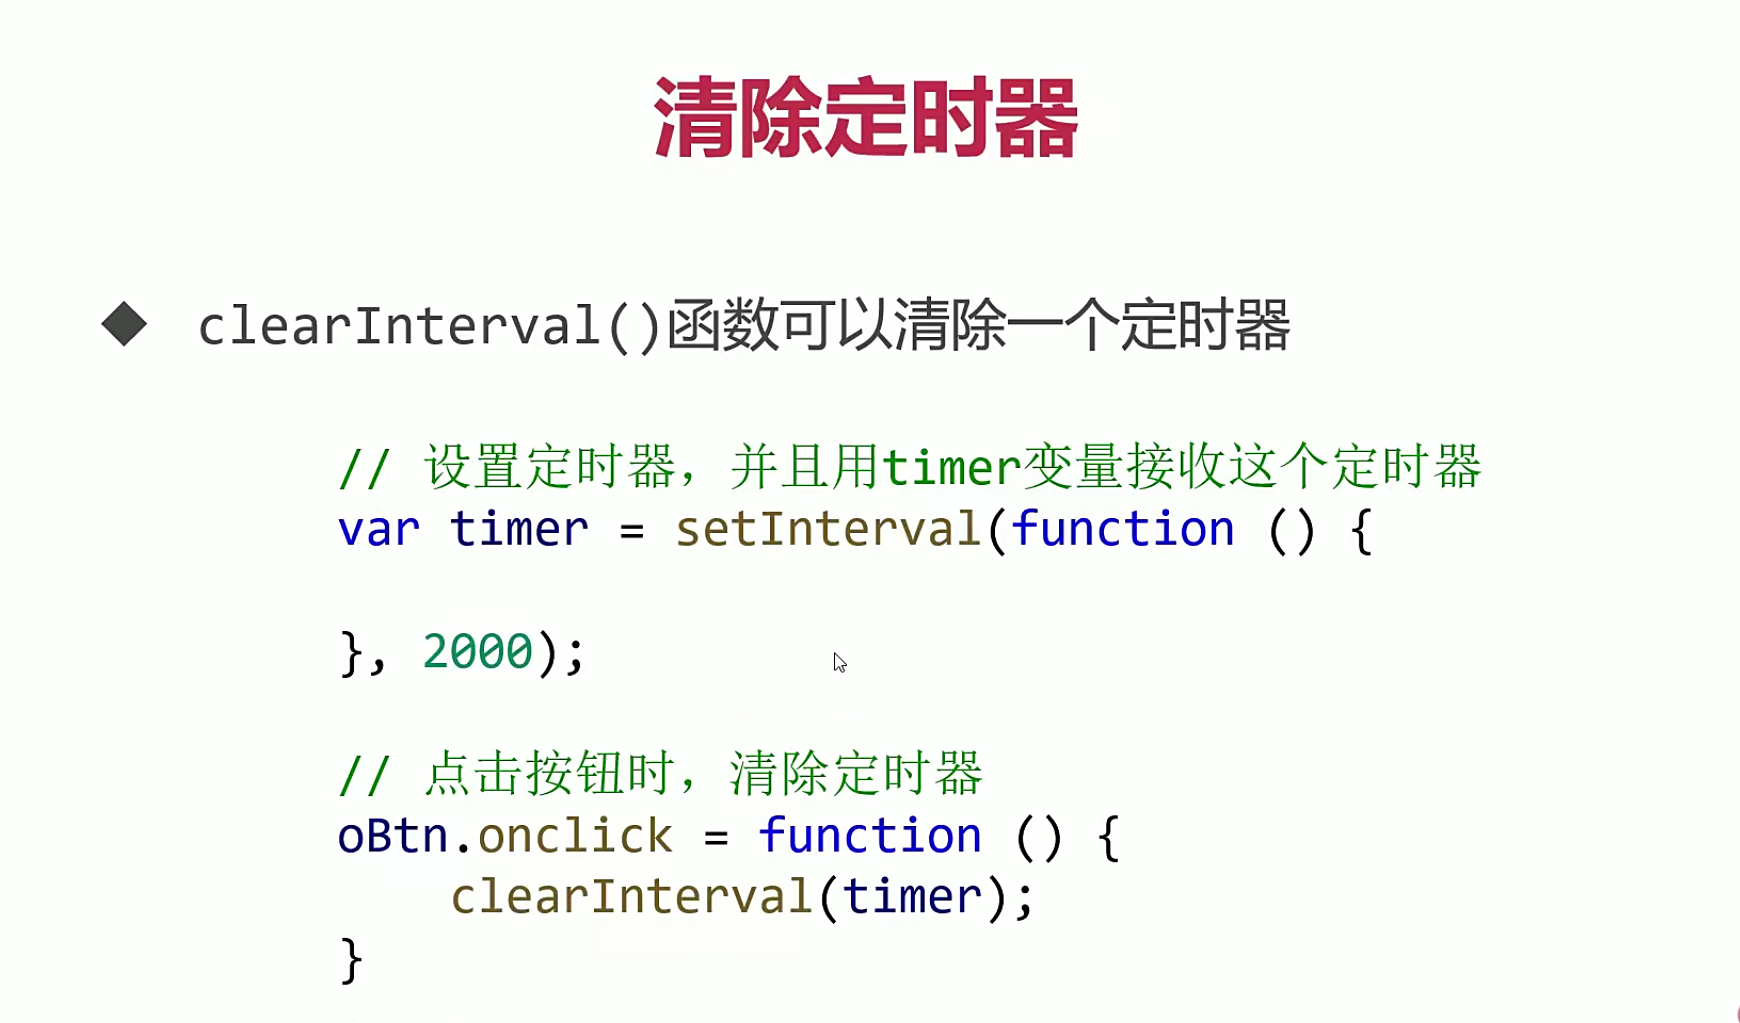 清除定时器
clearInterval()函数可以清除一个定时器
// 设置定时器，并且用timer变量接收这个定时器
var timer = setInterval(function () {
}, 2000);
// 点击按钮时，清除定时器
oBtn.onclick = function () {
    clearInterval(timer);
}